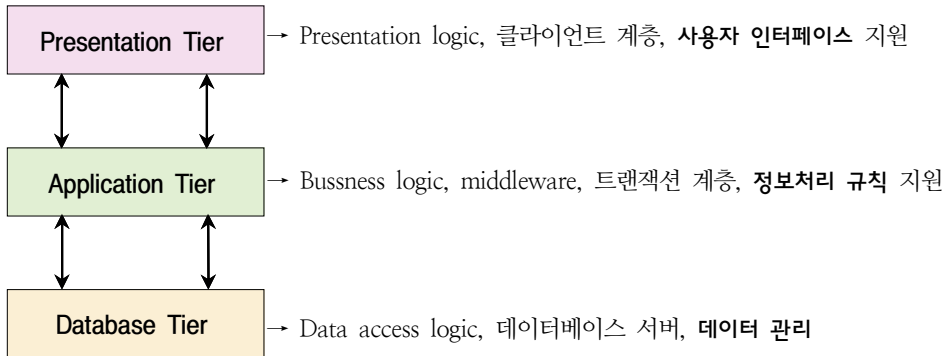 Presentation Tier → Presentation logic, 클라이언트 계층, 사용자 인터페이스 지원
Application Tier → Bussness logic, middleware, 트랜잭션 계층, 정보처리 규칙 지원
Database Tier → Data access logic, 데이터베이스 서버, 데이터 관리